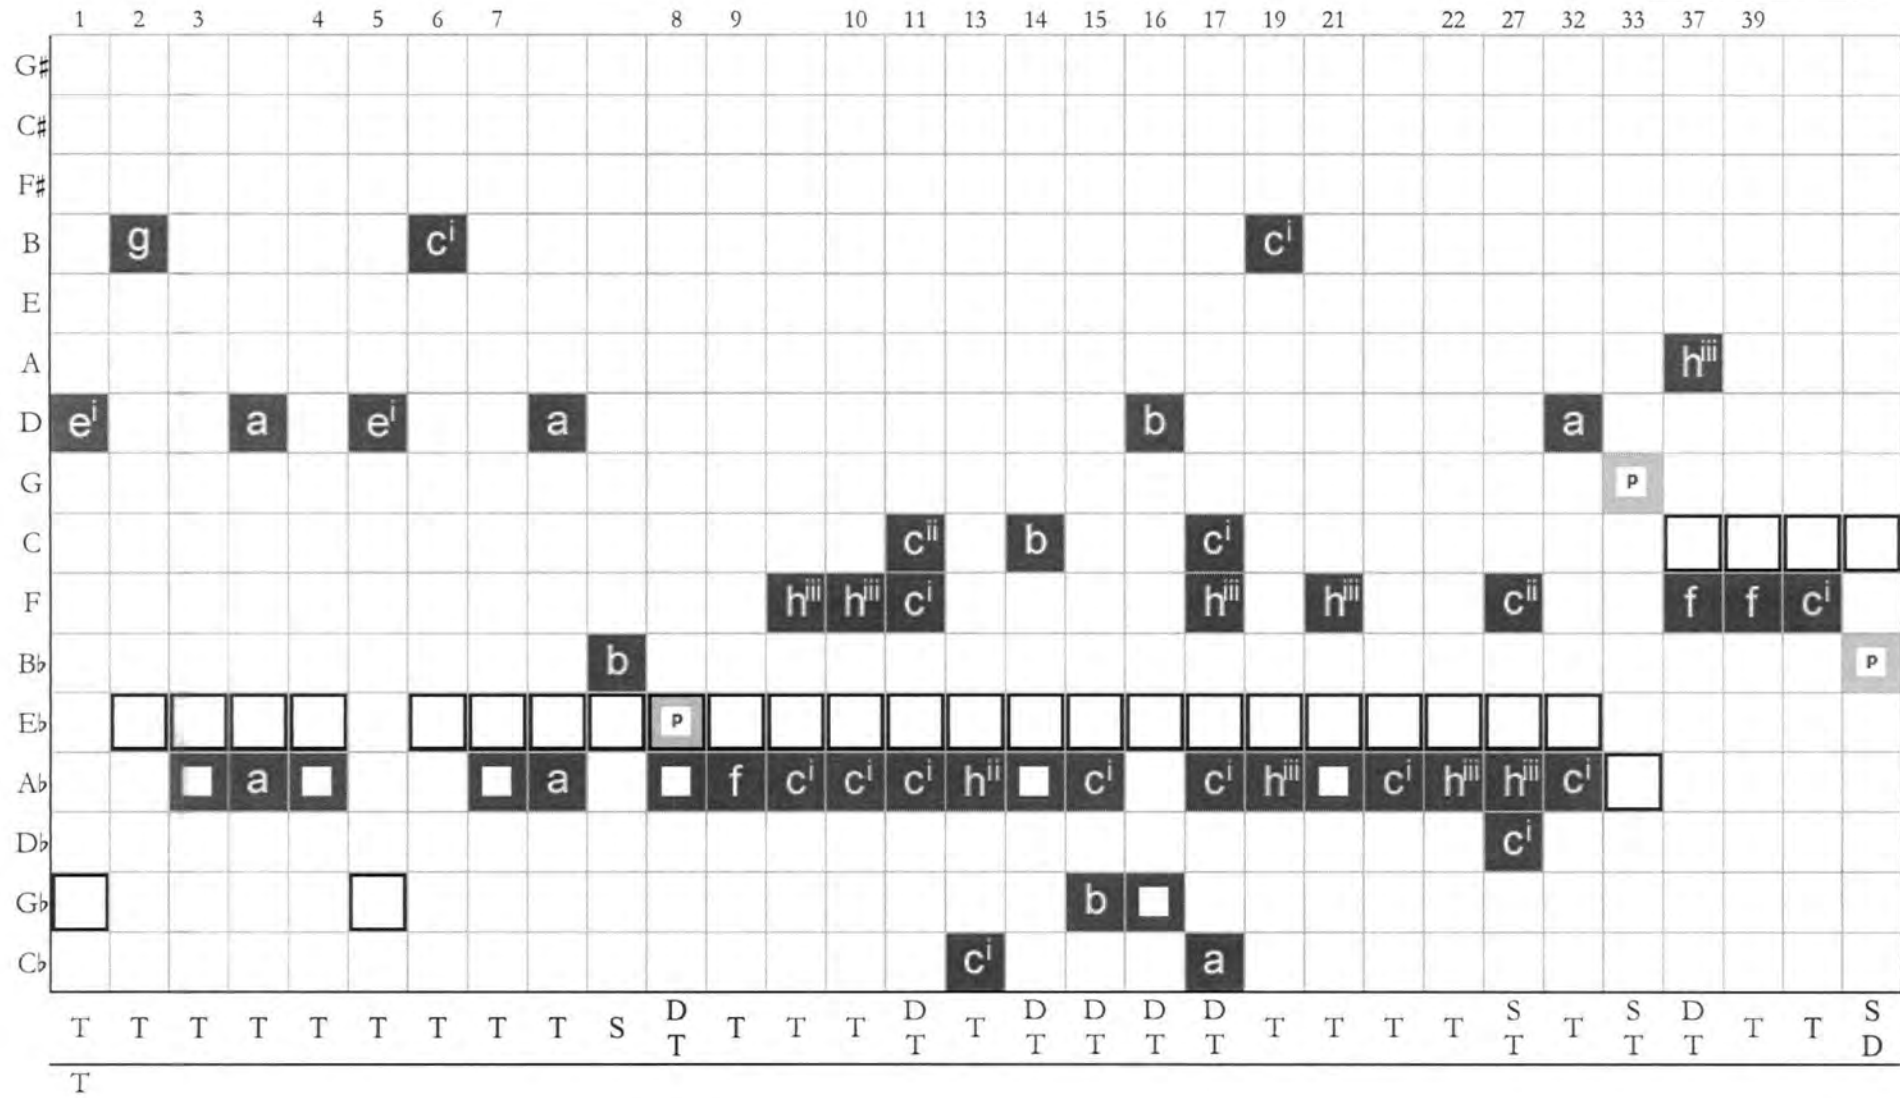 1 2 3 4 5 6 7 8 9 10 11 13 14 15 16 17 19 21 22 27 32 33 37 39
G♯
C♯
F♯
B g cⁱ cⁱ
E
A hⁱⁱⁱ
D eⁱ a eⁱ a b a
G p
C cⁱⁱ b cⁱ
F hⁱⁱⁱ hⁱⁱⁱ cⁱ hⁱⁱⁱ hⁱⁱⁱ cⁱⁱ f f cⁱ
B♭ b p
E♭ p
A♭ a a f cⁱ cⁱ cⁱ hⁱⁱ cⁱ cⁱ hⁱⁱⁱ cⁱ hⁱⁱⁱ hⁱⁱⁱ cⁱ
D♭ cⁱ
G♭ b
C♭ cⁱ a
D D D D D D S S D S
T T T T T T T T T S T T T T T T T T T T T T T T T T T T T T D
T